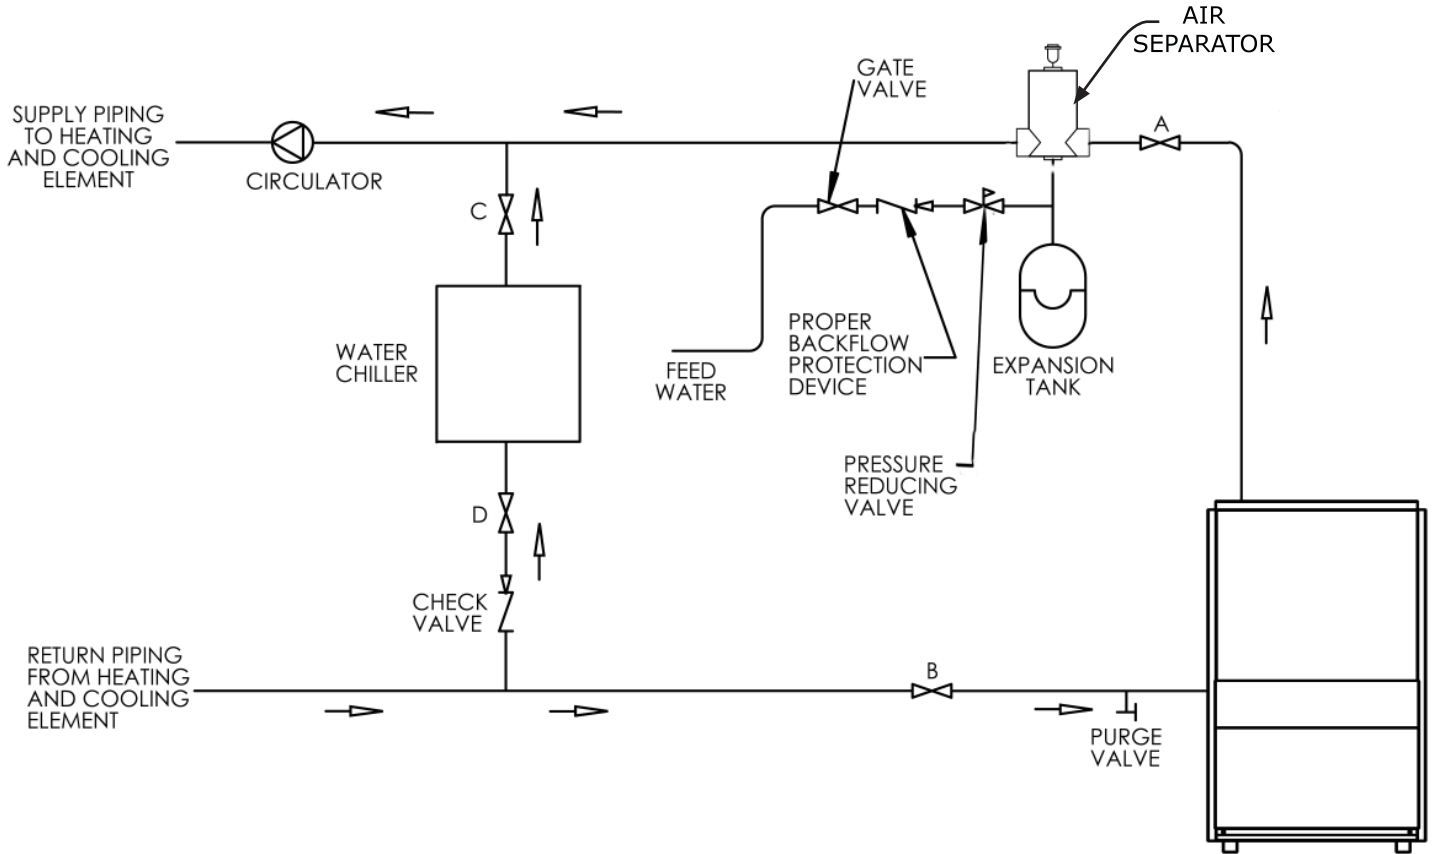 AIR
SEPARATOR
GATE
VALVE
SUPPLY PIPING
TO HEATING
AND COOLING
ELEMENT
A
CIRCULATOR
C
WATER
CHILLER
FEED
WATER
PROPER
BACKFLOW
PROTECTION
DEVICE
EXPANSION
TANK
PRESSURE
REDUCING
VALVE
D
CHECK
VALVE
RETURN PIPING
FROM HEATING
AND COOLING
ELEMENT
B
PURGE
VALVE